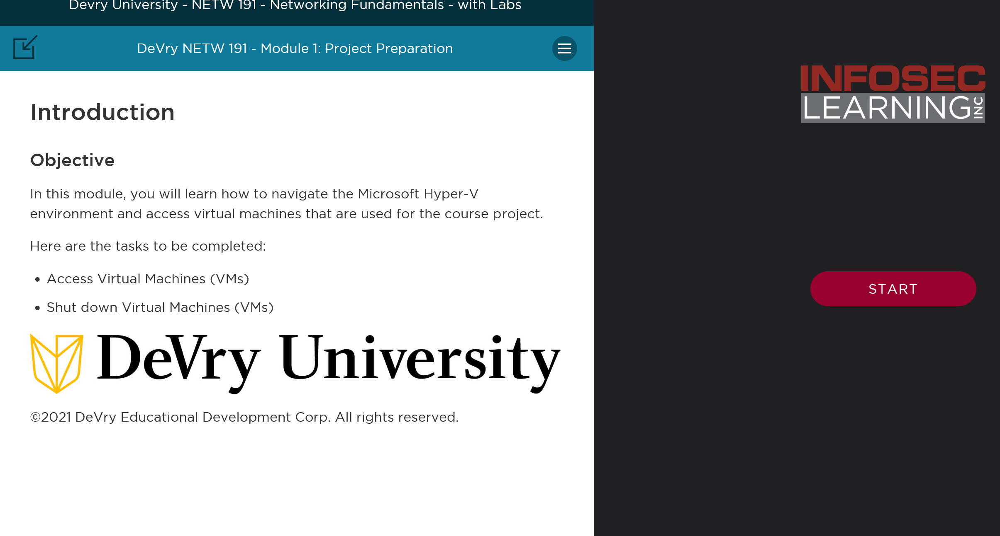 Devry University - NETW 191 - Networking Fundamentals - with Labs
DeVry NETW 191 - Module 1: Project Preparation
Introduction
Objective
In this module, you will learn how to navigate the Microsoft Hyper-V
environment and access virtual machines that are used for the course project.
Here are the tasks to be completed:
• Access Virtual Machines (VMs)
• Shut down Virtual Machines (VMs)
DeVry University
©2021 DeVry Educational Development Corp. All rights reserved.
INFOSEC
LEARNING INC
START